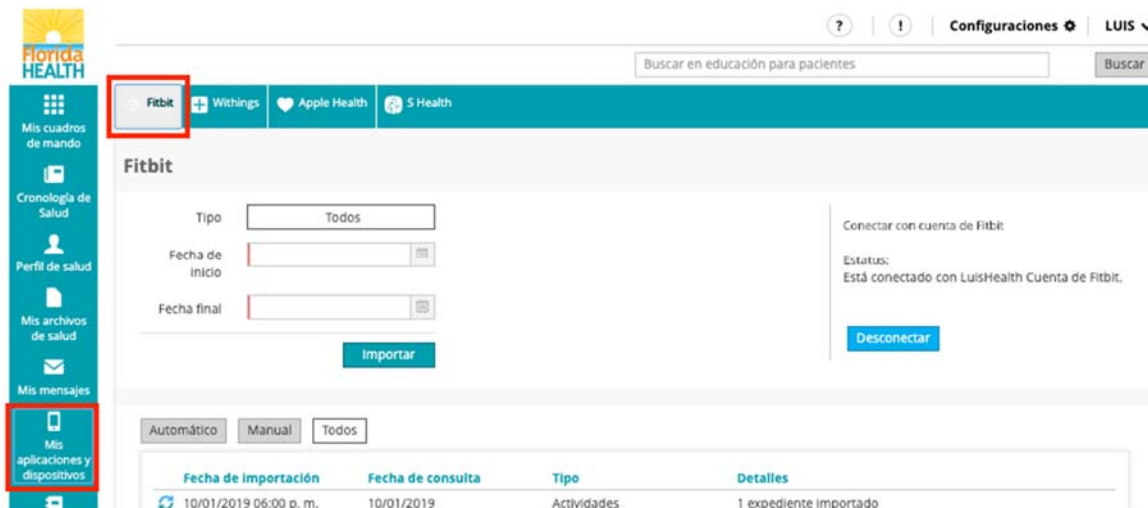 Florida
HEALTH
? ! Configuraciones LUIS
Buscar en educación para pacientes Buscar
Fitbit Withings Apple Health S Health
Mis cuadros
de mando
Cronología de
Salud
Perfil de salud
Mis archivos
de salud
Mis mensajes
Mis
aplicaciones y
dispositivos
Fitbit
Tipo Todos
Fecha de
inicio
Fecha final
Importar
Conectar con cuenta de Fitbit
Estatus:
Está conectado con LuisHealth Cuenta de Fitbit.
Desconectar
Automático Manual Todos
Fecha de importación Fecha de consulta Tipo Detalles
10/01/2019 06:00 p. m. 10/01/2019 Actividades 1 expediente importado